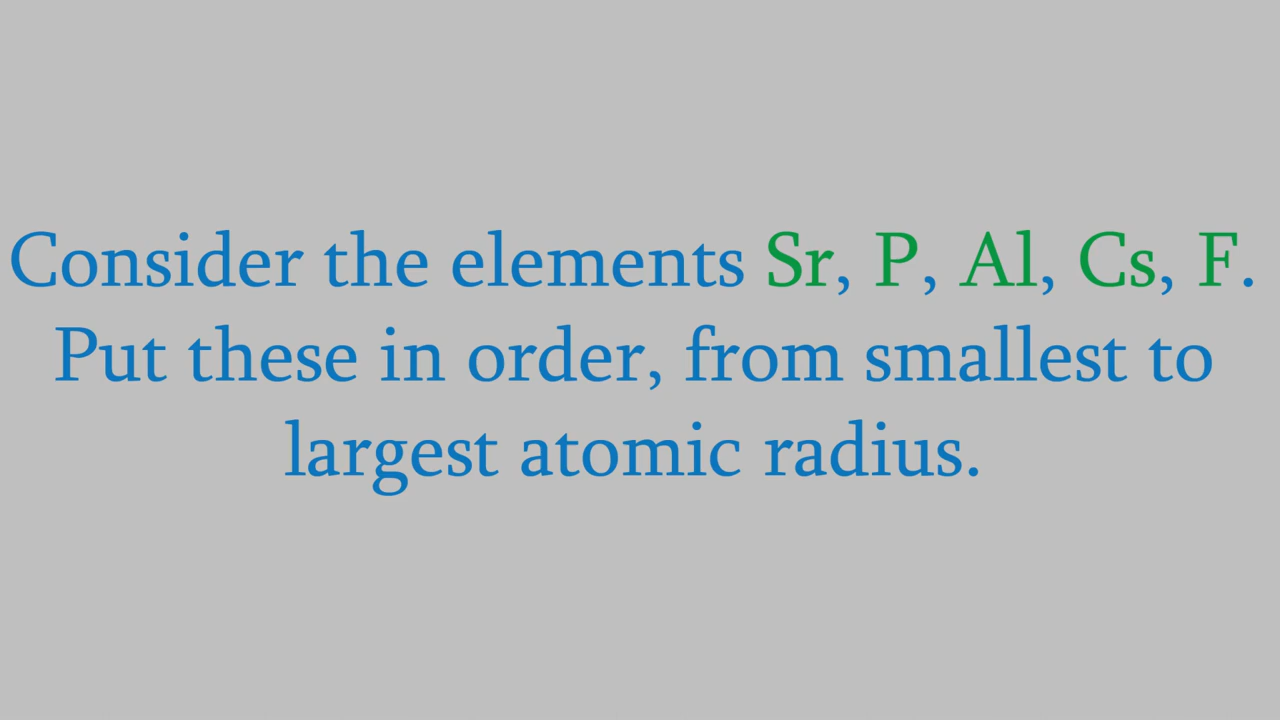 Consider the elements Sr, P, Al, Cs, F.
Put these in order, from smallest to
largest atomic radius.